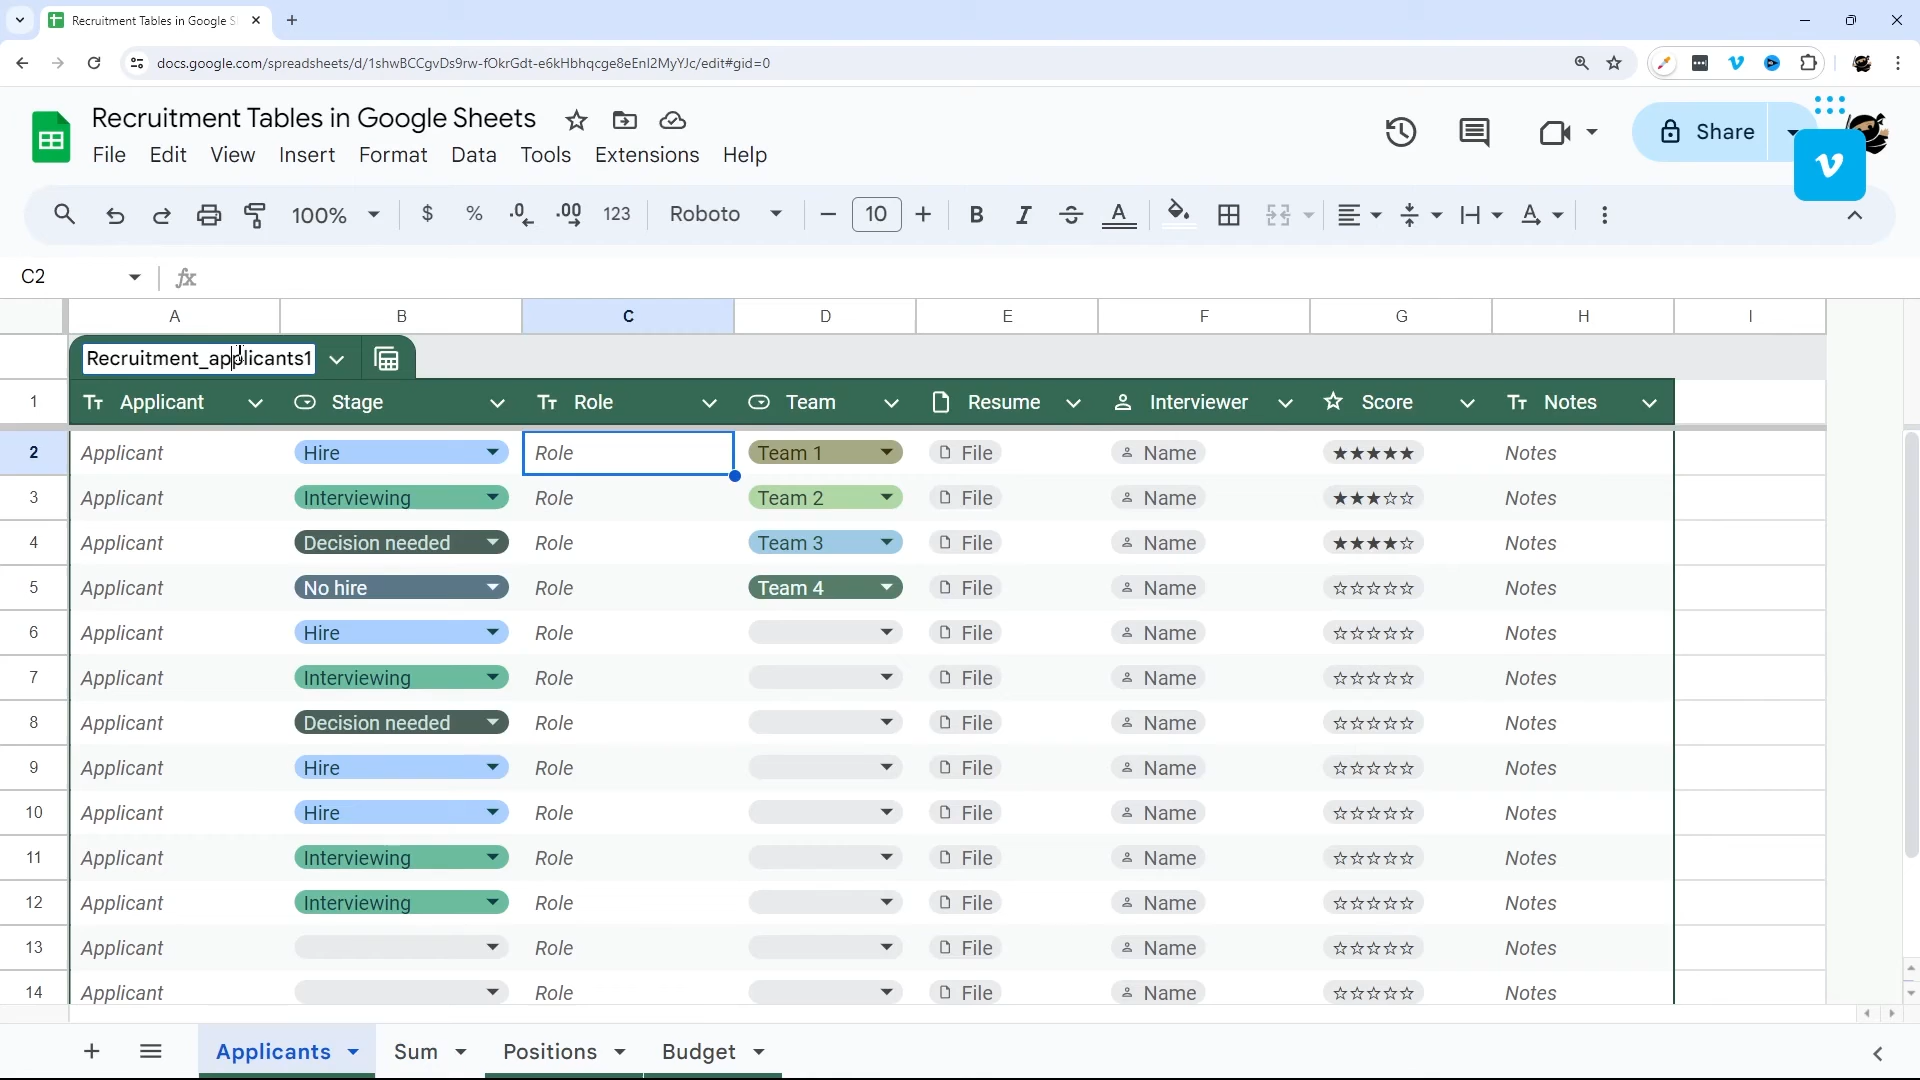 Recruitment Tables in Google S
docs.google.com/spreadsheets/d/1shwBCCgvDs9rw-fOkrGdt-e6kHbhqcge8eEnI2MyYJc/edit#gid=0
Recruitment Tables in Google Sheets
File Edit View Insert Format Data Tools Extensions Help
Share
100% $ % .0 .00 123 Roboto 10 B I S A A
C2 fx
A B C D E F G H I
Recruitment_applicants1
1 Applicant Stage Role Team Resume Interviewer Score Notes
2 Applicant Hire Role Team 1 File Name ★★★★★ Notes
3 Applicant Interviewing Role Team 2 File Name ★★★☆☆ Notes
4 Applicant Decision needed Role Team 3 File Name ★★★★☆ Notes
5 Applicant No hire Role Team 4 File Name ☆☆☆☆☆ Notes
6 Applicant Hire Role File Name ☆☆☆☆☆ Notes
7 Applicant Interviewing Role File Name ☆☆☆☆☆ Notes
8 Applicant Decision needed Role File Name ☆☆☆☆☆ Notes
9 Applicant Hire Role File Name ☆☆☆☆☆ Notes
10 Applicant Hire Role File Name ☆☆☆☆☆ Notes
11 Applicant Interviewing Role File Name ☆☆☆☆☆ Notes
12 Applicant Interviewing Role File Name ☆☆☆☆☆ Notes
13 Applicant Role File Name ☆☆☆☆☆ Notes
14 Applicant Role File Name ☆☆☆☆☆ Notes
Applicants Sum Positions Budget